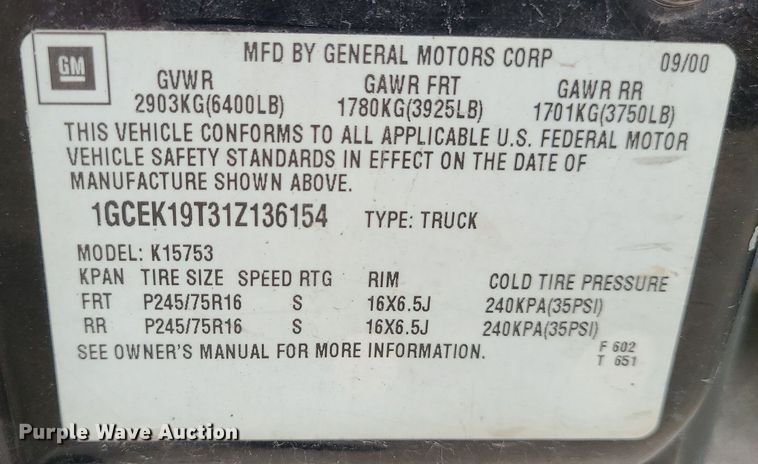 GM
MFD BY GENERAL MOTORS CORP 09/00
GVWR GAWR FRT GAWR RR
2903KG(6400LB) 1780KG(3925LB) 1701KG(3750LB)
THIS VEHICLE CONFORMS TO ALL APPLICABLE U.S. FEDERAL MOTOR
VEHICLE SAFETY STANDARDS IN EFFECT ON THE DATE OF
MANUFACTURE SHOWN ABOVE.
1GCEK19T31Z136154 TYPE: TRUCK
MODEL: K15753
KPAN TIRE SIZE SPEED RTG RIM COLD TIRE PRESSURE
FRT P245/75R16 S 16X6.5J 240KPA(35PSI)
RR P245/75R16 S 16X6.5J 240KPA(35PSI)
SEE OWNER'S MANUAL FOR MORE INFORMATION. F 602
T 651
Purple Wave Auction